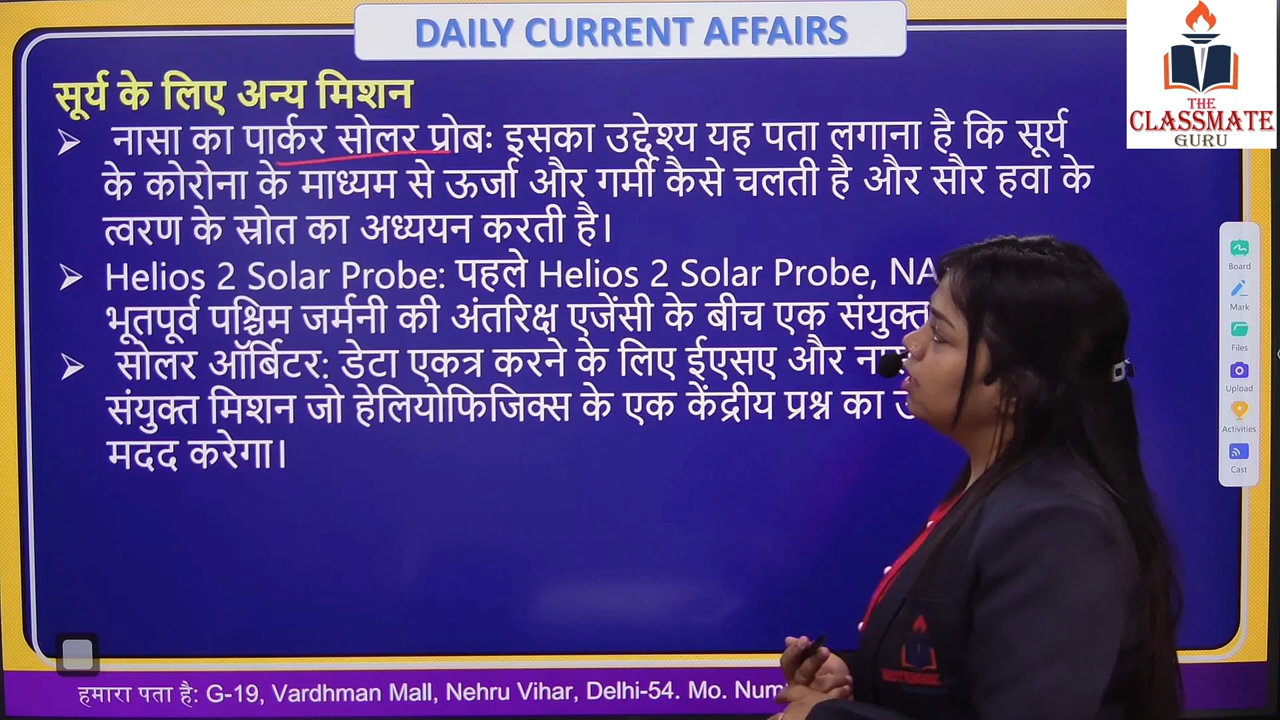 DAILY CURRENT AFFAIRS
THE
CLASSMATE
GURU
सूर्य के लिए अन्य मिशन
➤ नासा का पार्कर सोलर प्रोबः इसका उद्देश्य यह पता लगाना है कि सूर्य
के कोरोना के माध्यम से ऊर्जा और गर्मी कैसे चलती है और सौर हवा के
त्वरण के स्रोत का अध्ययन करती है।
➤ Helios 2 Solar Probe: पहले Helios 2 Solar Probe, NA
भूतपूर्व पश्चिम जर्मनी की अंतरिक्ष एजेंसी के बीच एक संयुक्त
➤ सोलर ऑर्बिटर: डेटा एकत्र करने के लिए ईएसए और
संयुक्त मिशन जो हेलियोफिजिक्स के एक केंद्रीय प्रश्न का
मदद करेगा।
Board
Mark
Files
Upload
Activities
Cast
हमारा पता है: G-19, Vardhman Mall, Nehru Vihar, Delhi-54. Mo. Num